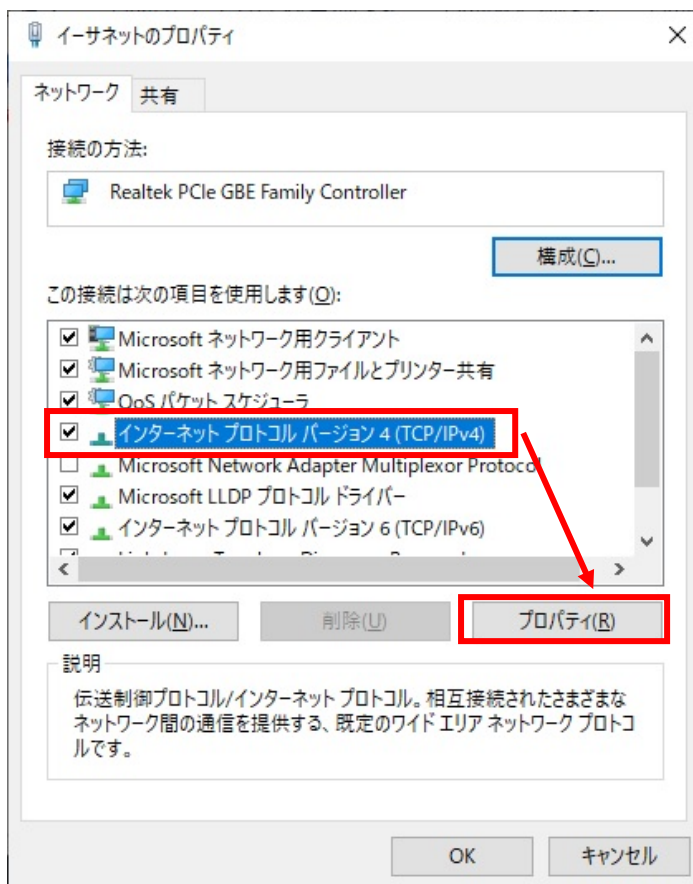 イーサネットのプロパティ
ネットワーク 共有
接続の方法:
Realtek PCIe GBE Family Controller
構成(C)...
この接続は次の項目を使用します(O):
Microsoft ネットワーク用クライアント
Microsoft ネットワーク用ファイルとプリンター共有
QoS パケット スケジューラ
インターネット プロトコル バージョン 4 (TCP/IPv4)
Microsoft Network Adapter Multiplexor Protocol
Microsoft LLDP プロトコル ドライバー
インターネット プロトコル バージョン 6 (TCP/IPv6)
インストール(N)... 削除(U) プロパティ(R)
説明
伝送制御プロトコル/インターネット プロトコル。相互接続されたさまざまな
ネットワーク間の通信を提供する、既定のワイド エリア ネットワーク プロトコ
ルです。
OK キャンセル